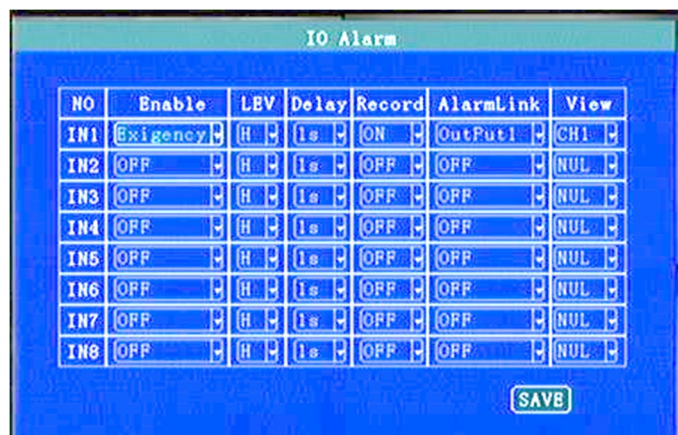 IO Alarm
NO Enable LEV Delay Record AlarmLink View
IN1 Exigency H 1s ON OutPut1 CH1
IN2 OFF H 1s OFF OFF NUL
IN3 OFF H 1s OFF OFF NUL
IN4 OFF H 1s OFF OFF NUL
IN5 OFF H 1s OFF OFF NUL
IN6 OFF H 1s OFF OFF NUL
IN7 OFF H 1s OFF OFF NUL
IN8 OFF H 1s OFF OFF NUL
SAVE